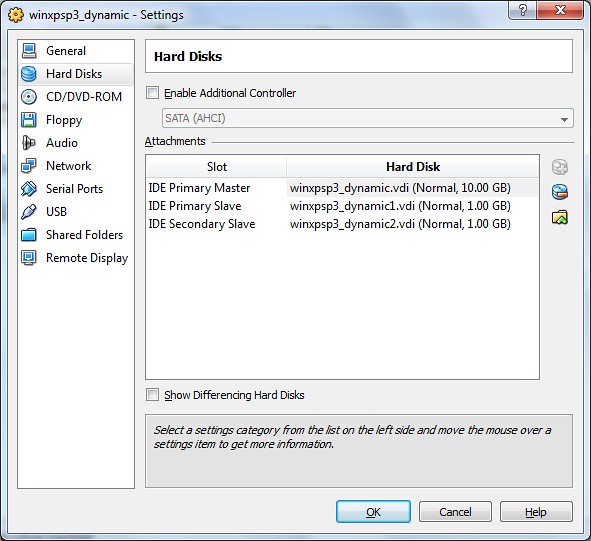 winxpsp3_dynamic - Settings
General
Hard Disks
CD/DVD-ROM
Floppy
Audio
Network
Serial Ports
USB
Shared Folders
Remote Display
Hard Disks
Enable Additional Controller
SATA (AHCI)
Attachments
Slot Hard Disk
IDE Primary Master winxpsp3_dynamic.vdi (Normal, 10.00 GB)
IDE Primary Slave winxpsp3_dynamic1.vdi (Normal, 1.00 GB)
IDE Secondary Slave winxpsp3_dynamic2.vdi (Normal, 1.00 GB)
Show Differencing Hard Disks
Select a settings category from the list on the left side and move the mouse over a
settings item to get more information.
OK Cancel Help